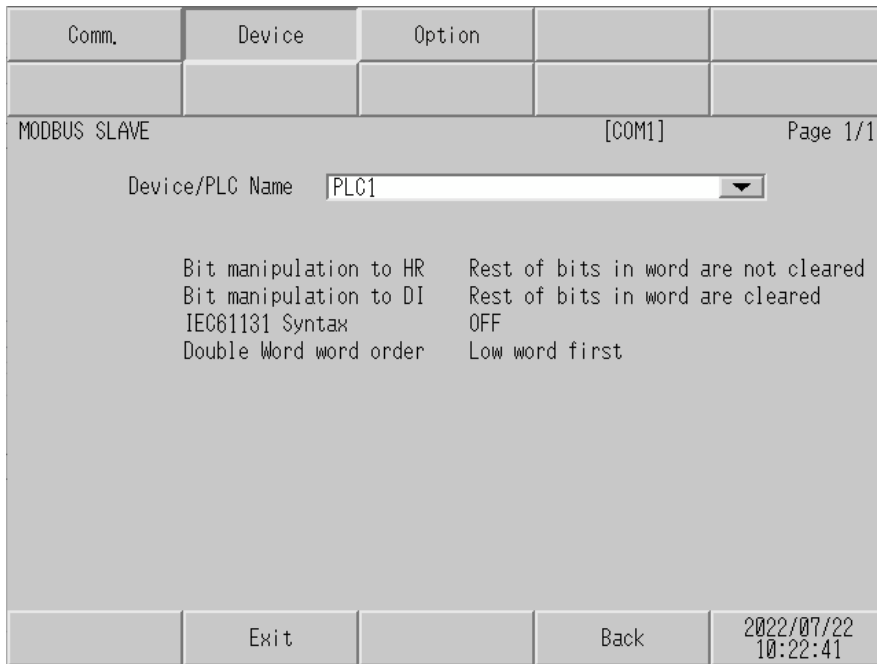 Comm. Device Option
MODBUS SLAVE [COM1] Page 1/1
Device/PLC Name PLC1
Bit manipulation to HR Rest of bits in word are not cleared
Bit manipulation to DI Rest of bits in word are cleared
IEC61131 Syntax OFF
Double Word word order Low word first
Exit Back 2022/07/22
10:22:41